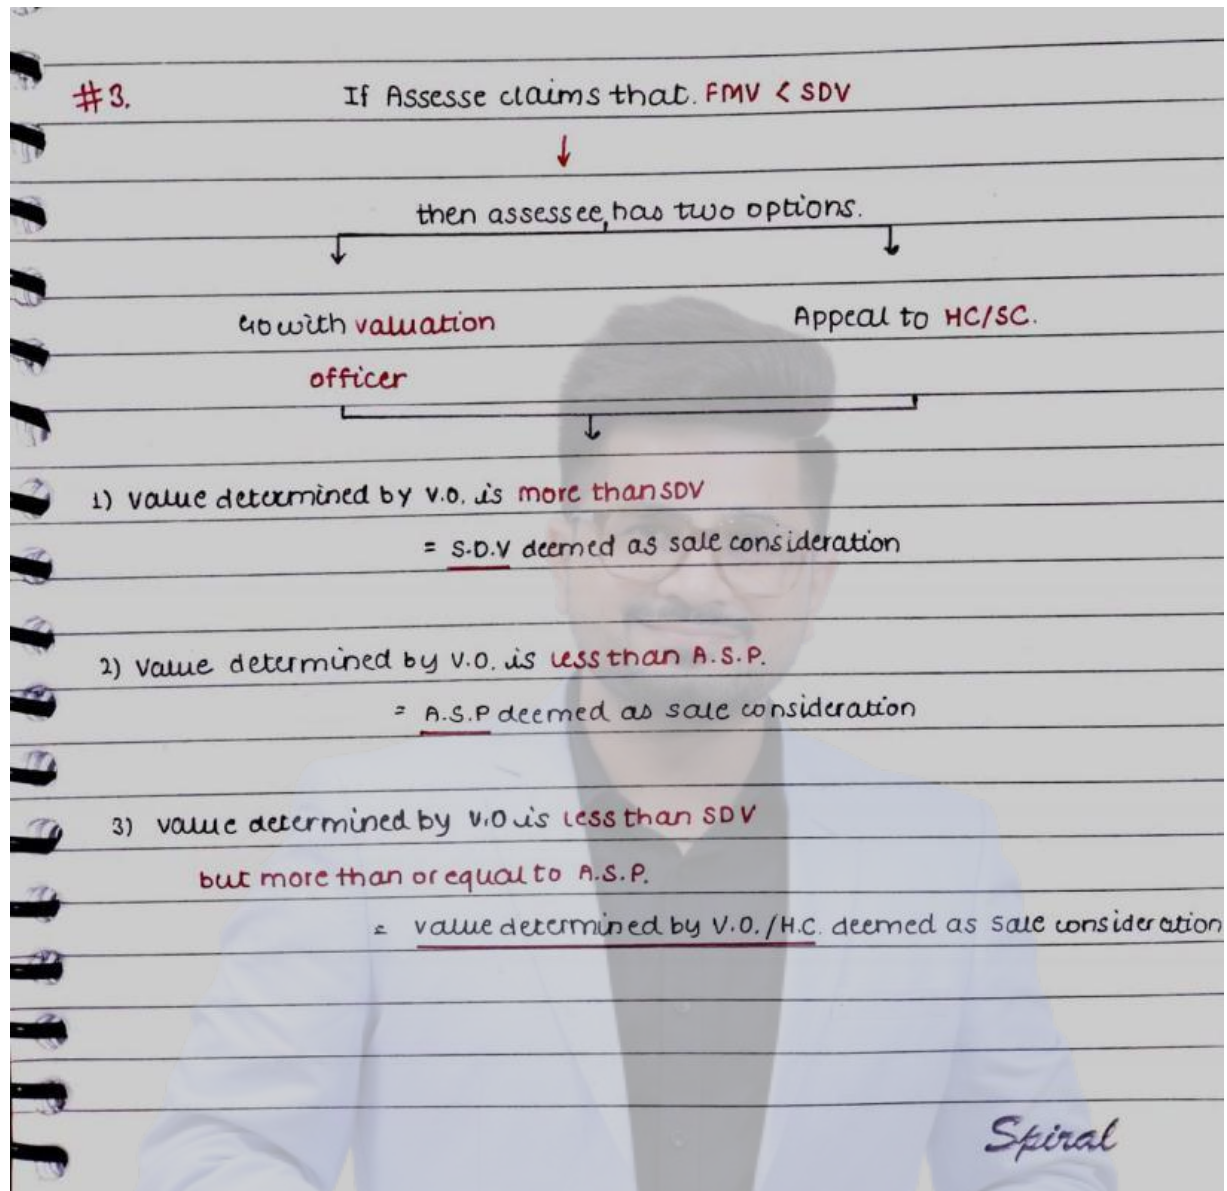 #3. If Assesse claims that. FMV < SDV
then assessee, has two options.
Go with valuation Appeal to HC/SC.
officer
1) Value determined by V.O. is more than SDV
= S.D.V deemed as sale consideration
2) Value determined by V.O. is less than A.S.P.
= A.S.P deemed as sale consideration
3) Value determined by V.O is less than SDV
but more than or equal to A.S.P.
= value determined by V.O./H.C. deemed as sale consideration
Spiral